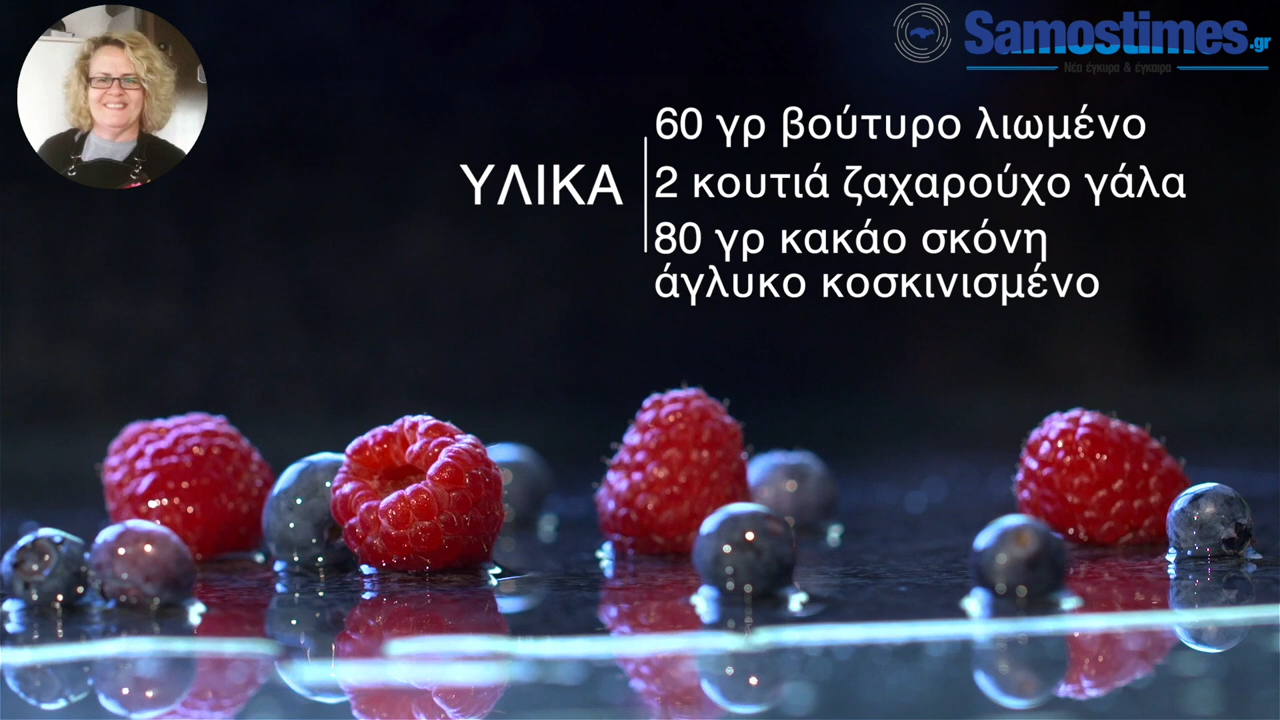 Samostimes.gr
Νέα έγκυρα & έγκαιρα
ΥΛΙΚΑ
60 γρ βούτυρο λιωμένο
2 κουτιά ζαχαρούχο γάλα
80 γρ κακάο σκόνη
άγλυκο κοσκινισμένο